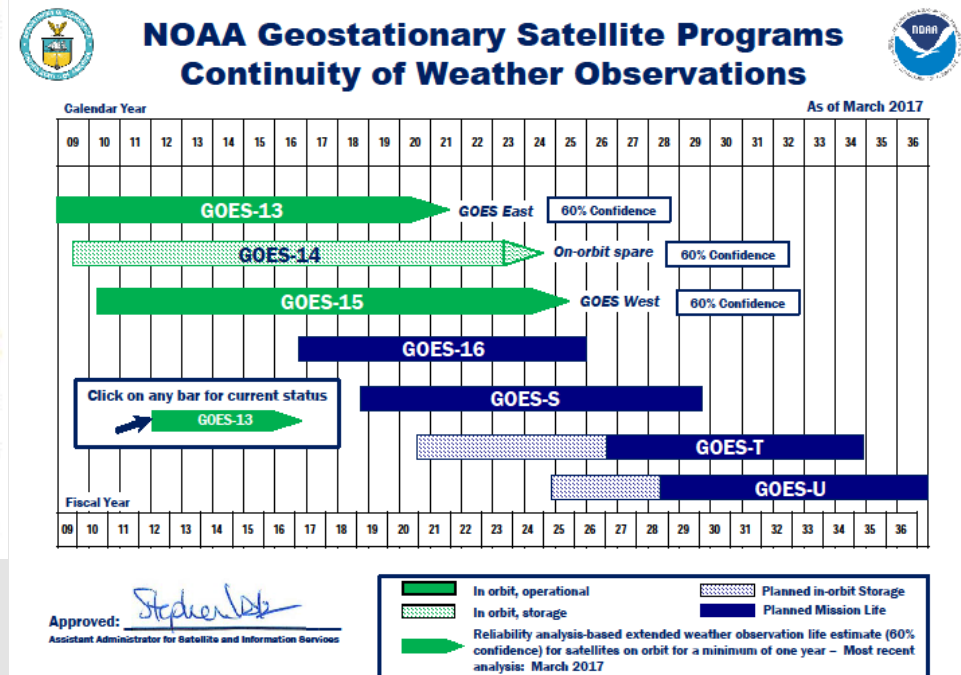 NOAA Geostationary Satellite Programs
Continuity of Weather Observations
NOAA
Calendar Year
As of March 2017
09 10 11 12 13 14 15 16 17 18 19 20 21 22 23 24 25 26 27 28 29 30 31 32 33 34 35 36
GOES-13 GOES East 60% Confidence
GOES-14 On-orbit spare 60% Confidence
GOES-15 GOES West 60% Confidence
GOES-16
Click on any bar for current status
GOES-13
GOES-S
GOES-T
GOES-U
Fiscal Year
09 10 11 12 13 14 15 16 17 18 19 20 21 22 23 24 25 26 27 28 29 30 31 32 33 34 35 36
Approved:
Assistant Administrator for Satellite and Information Services
In orbit, operational
Planned in-orbit Storage
In orbit, storage
Planned Mission Life
Reliability analysis-based extended weather observation life estimate (60%
confidence) for satellites on orbit for a minimum of one year – Most recent
analysis: March 2017